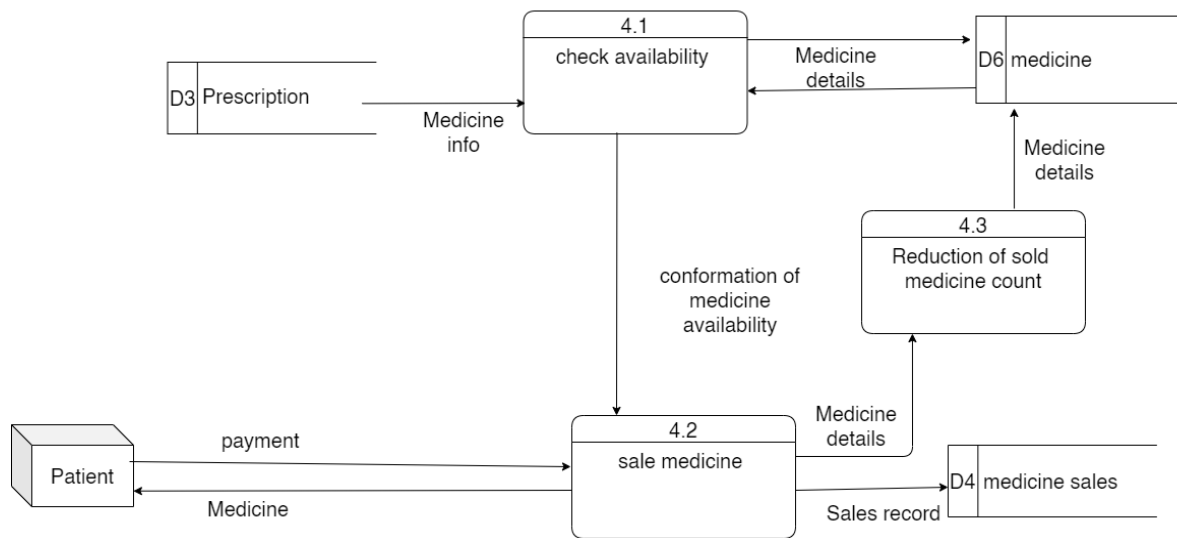 4.1
check availability
Medicine
details
D6
medicine
D3
Prescription
Medicine
info
Medicine
details
4.3
Reduction of sold
medicine count
conformation of
medicine
availability
4.2
sale medicine
Medicine
details
payment
Patient
Medicine
D4
medicine sales
Sales record